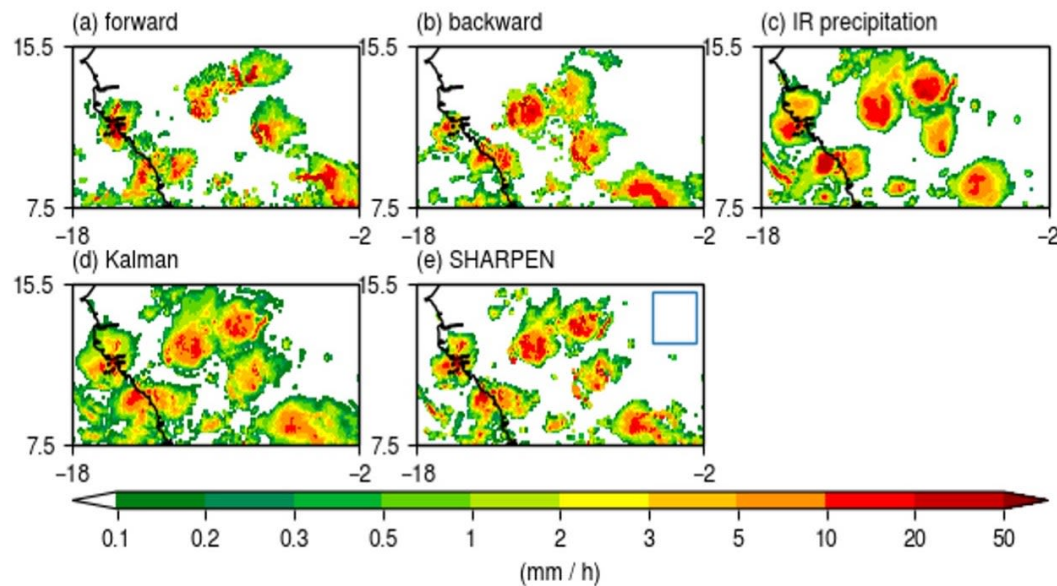 (a) forward (b) backward (c) IR precipitation
15.5 15.5 15.5
7.5 7.5 7.5
−18 −2 −18 −2 −18 −2
(d) Kalman (e) SHARPEN
15.5 15.5
7.5 7.5
−18 −2 −18 −2
0.1 0.2 0.3 0.5 1 2 3 5 10 20 50
(mm / h)